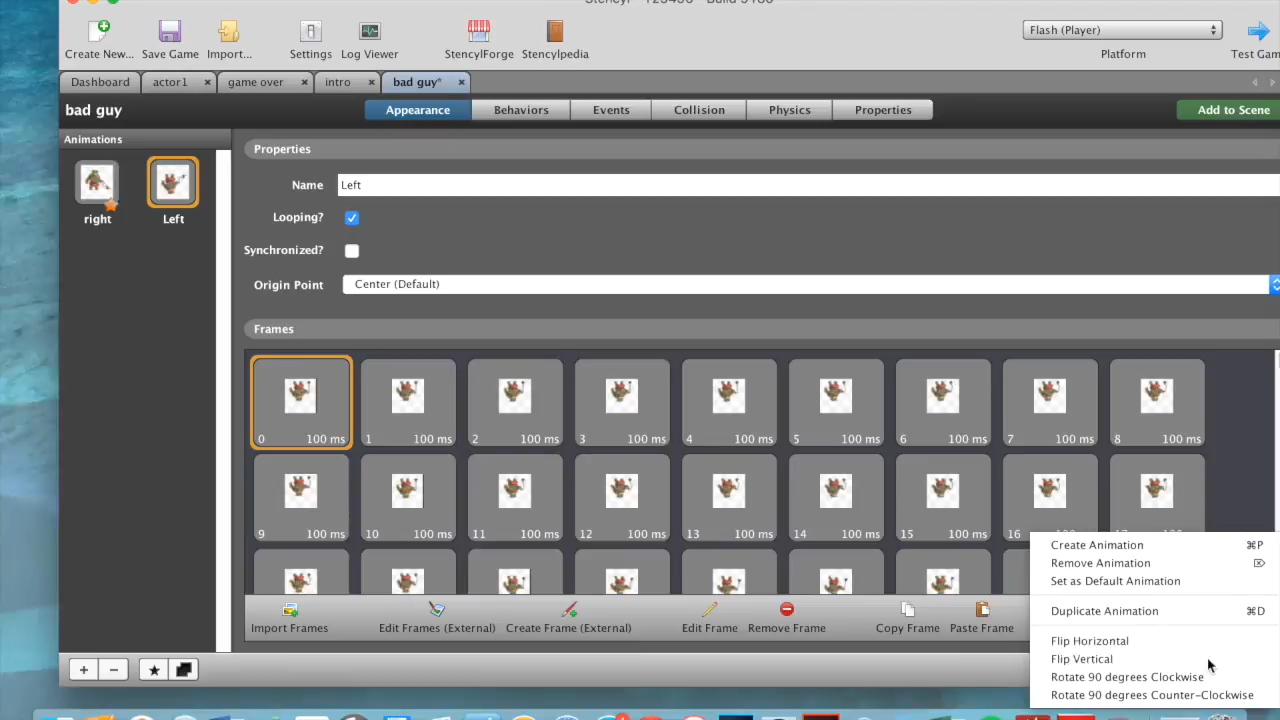 Stencyl - 123456 - Build 9186
Create New...
Save Game
Import...
Settings
Log Viewer
StencylForge
Stencylpedia
Flash (Player)
Platform
Test Gam
Dashboard
actor1
game over
intro
bad guy*
bad guy
Appearance
Behaviors
Events
Collision
Physics
Properties
Add to Scene
Animations
right
Left
Properties
Name
Left
Looping?
Synchronized?
Origin Point
Center (Default)
Frames
0 100 ms
1 100 ms
2 100 ms
3 100 ms
4 100 ms
5 100 ms
6 100 ms
7 100 ms
8 100 ms
9 100 ms
10 100 ms
11 100 ms
12 100 ms
13 100 ms
14 100 ms
15 100 ms
16
Create Animation ⌘P
Remove Animation ⌦
Set as Default Animation
Duplicate Animation ⌘D
Flip Horizontal
Flip Vertical
Rotate 90 degrees Clockwise
Rotate 90 degrees Counter-Clockwise
Import Frames
Edit Frames (External)
Create Frame (External)
Edit Frame
Remove Frame
Copy Frame
Paste Frame